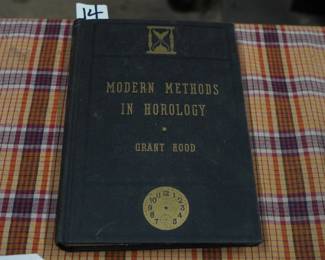 14
MODERN METHODS
IN HOROLOGY
GRANT HOOD